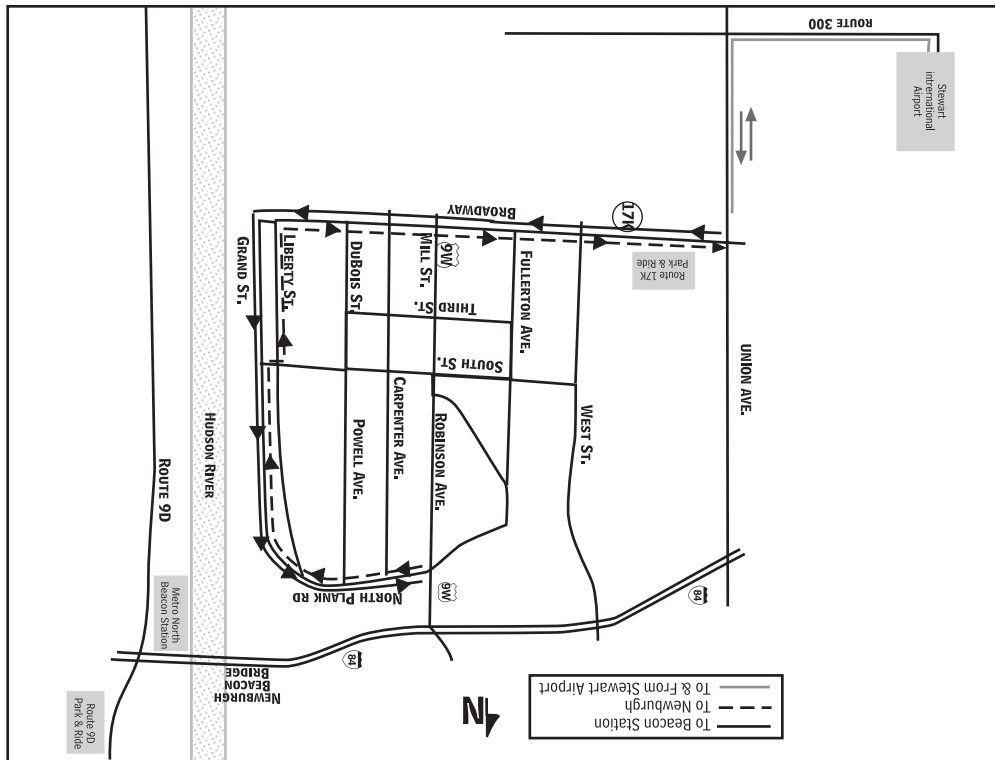 To Beacon Station
To Newburgh
To & From Stewart Airport
N
NEWBURGH
BEACON
BRIDGE
84
84
Route 9D
Park & Ride
Metro North
Beacon Station
NORTH PLANK RD
9W
ROUTE 9D
HUDSON RIVER
POWELL AVE.
CARPENTER AVE.
ROBINSON AVE.
WEST ST.
UNION AVE.
SOUTH ST.
THIRD ST.
GRAND ST.
LIBERTY ST.
DUBOIS ST.
MILL ST.
9W
FULLERTON AVE.
Route 17K
Park & Ride
BROADWAY
17K
Stewart
intrernational
Airport
ROUTE 300